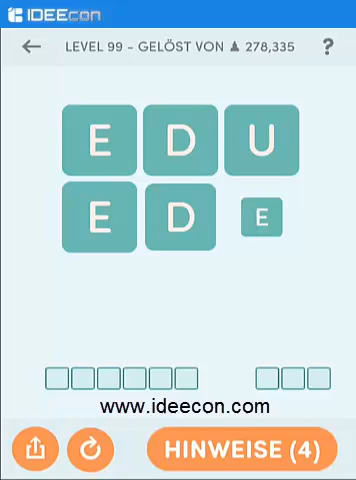 IDEEcon
LEVEL 99 - GELÖST VON ♟ 278,335 ?
E D U
E D E
www.ideecon.com
HINWEISE (4)